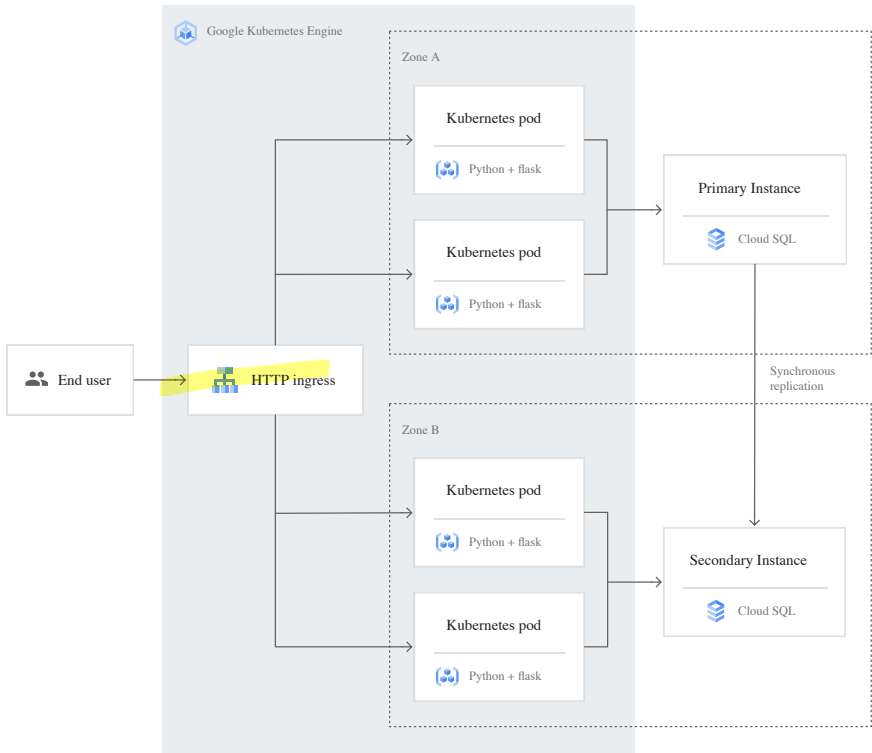 Google Kubernetes Engine
Zone A
Kubernetes pod
Python + flask
Kubernetes pod
Python + flask
Primary Instance
Cloud SQL
End user
HTTP ingress
Synchronous
replication
Zone B
Kubernetes pod
Python + flask
Kubernetes pod
Python + flask
Secondary Instance
Cloud SQL